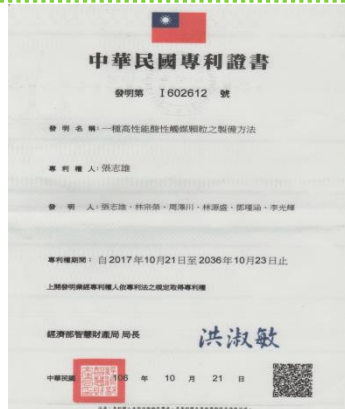 中華民國專利證書
發明第 I602612 號
發明名稱:一種高性能酸性觸媒顆粒之製備方法
專利權人:張志雄
發明人:張志雄、林宗榮、周澤川、林源盛、鄧瓊涵、李光輝
專利權期間:自2017年10月21日至2036年10月23日止
上開發明業經專利權人依專利法之規定取得專利權
經濟部智慧財產局 局長
洪淑敏
中華民國 106 年 10 月 21 日